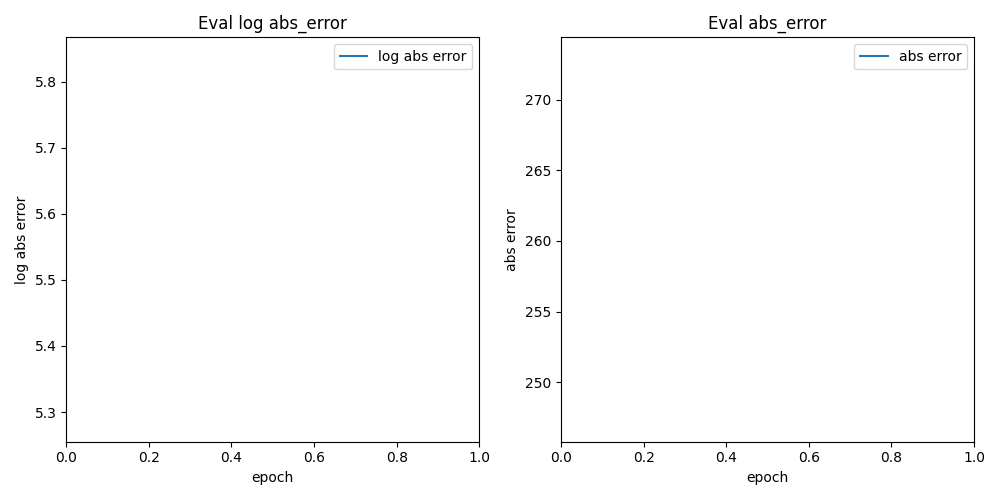 Eval log abs_error
log abs error
5.8
5.7
5.6
5.5
5.4
5.3
log abs error
0.0 0.2 0.4 0.6 0.8 1.0
epoch
Eval abs_error
abs error
270
265
260
255
250
abs error
0.0 0.2 0.4 0.6 0.8 1.0
epoch